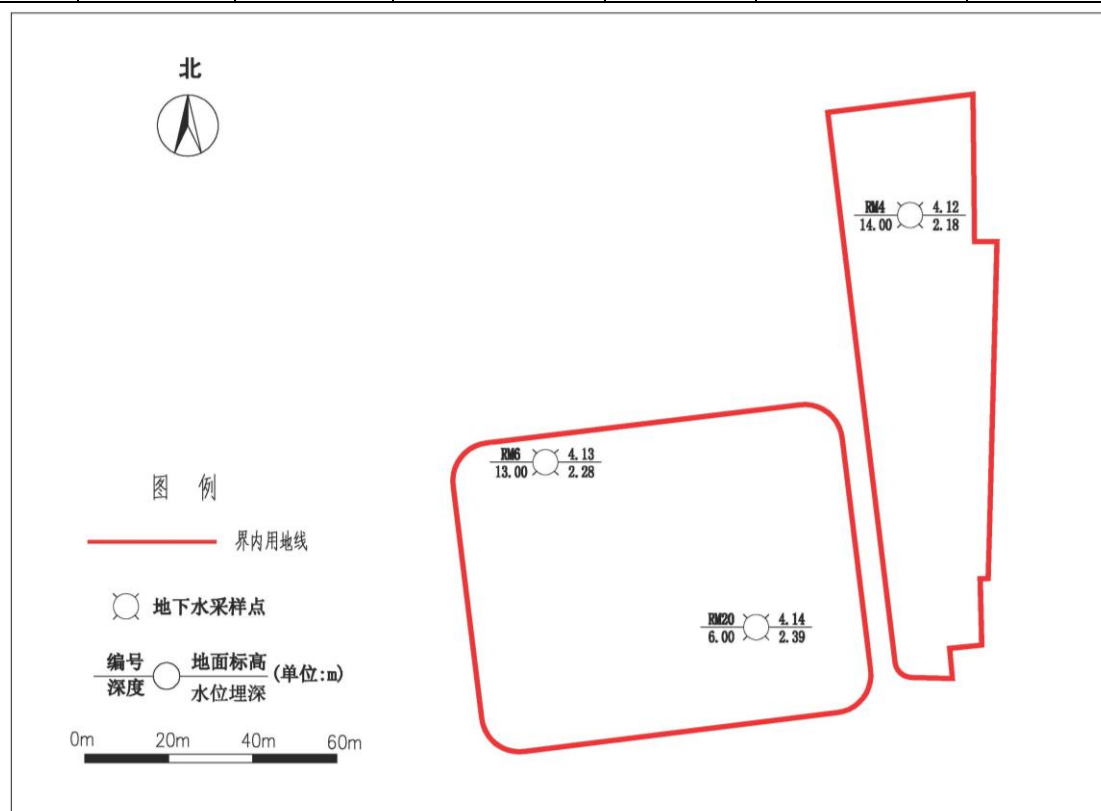 北
RM4 4.12
14.00 2.18
RM6 4.13
13.00 2.28
图 例
界内用地线
RM20 4.14
6.00 2.39
地下水采样点
编号 地面标高 (单位:m)
深度 水位埋深
0m 20m 40m 60m